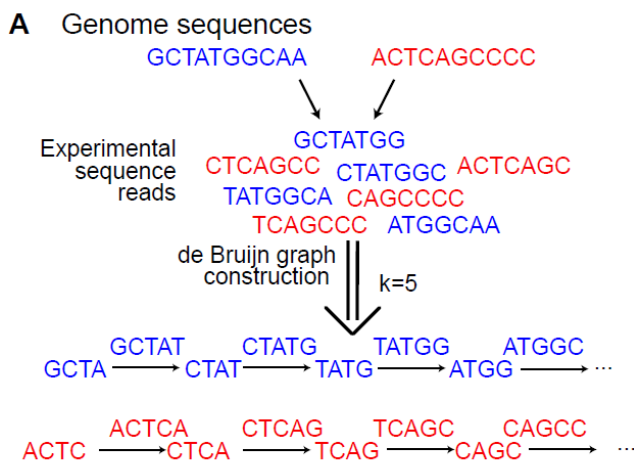 A Genome sequences
GCTATGGCAA ACTCAGCCCC
GCTATGG
Experimental sequence reads
CTCAGCC CTATGGC ACTCAGC
TATGGCA CAGCCCC
TCAGCCC ATGGCAA
de Bruijn graph construction
k=5
GCTAT CTATG TATGG ATGGC
GCTA CTAT TATG ATGG ...
ACTCA CTCAG TCAGC CAGCC
ACTC CTCA TCAG CAGC ...